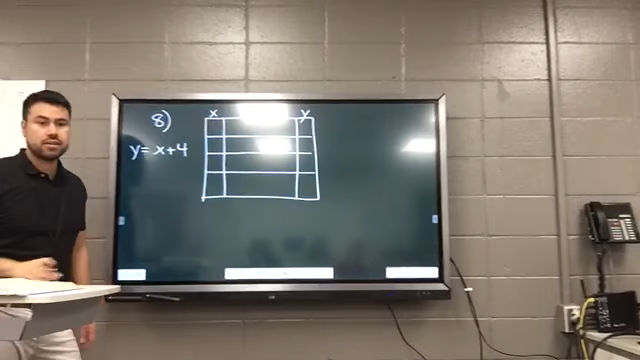 8)
x y
y = x+4